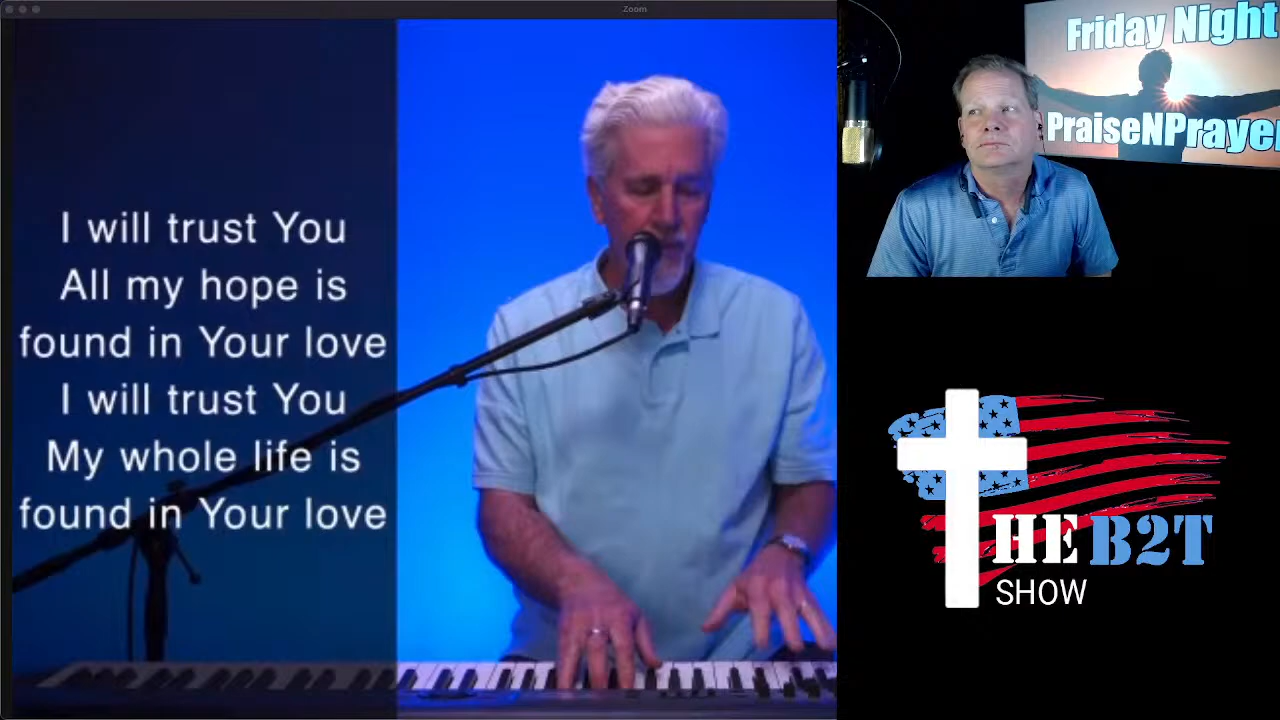 Zoom
I will trust You
All my hope is
found in Your love
I will trust You
My whole life is
found in Your love
Friday Night
PraiseNPrayer
THE B2T
SHOW